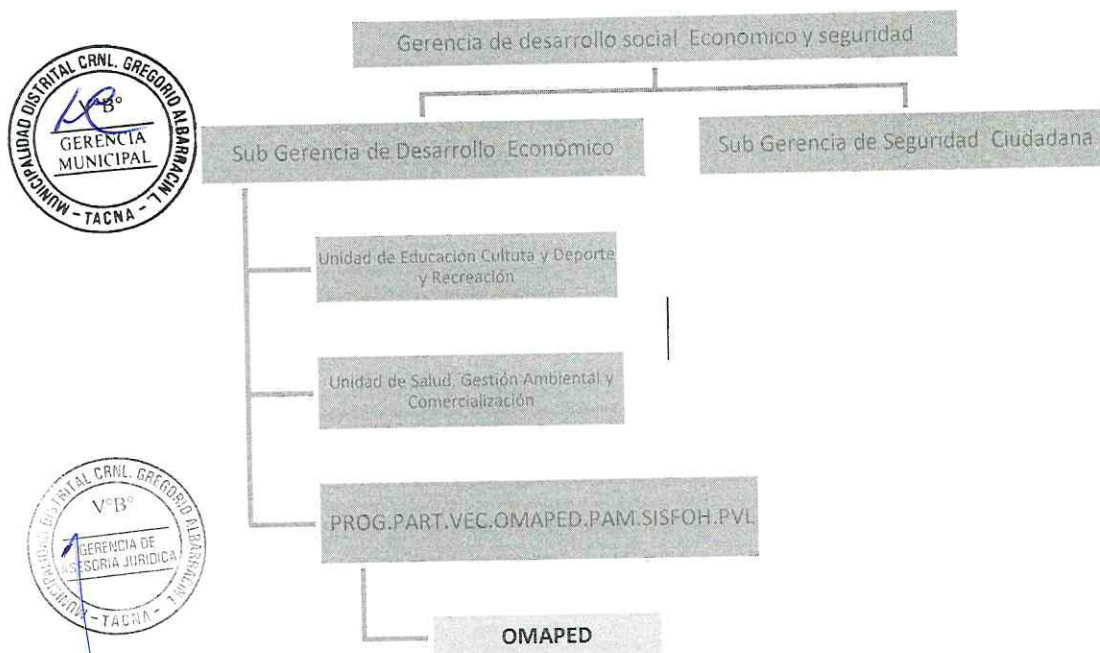 Gerencia de desarrollo social Económico y seguridad
MUNICIPALIDAD DISTRITAL CRNL. GREGORIO ALBARRACIN L.
V°B°
GERENCIA
MUNICIPAL
- TACNA -
Sub Gerencia de Desarrollo Económico
Sub Gerencia de Seguridad Ciudadana
Unidad de Educación Cultuta y Deporte
y Recreación
Unidad de Salud, Gestión Ambiental y
Comercialización
MUNICIPALIDAD DISTRITAL CRNL. GREGORIO ALBARRACIN L.
V°B°
GERENCIA DE
ASESORIA JURIDICA
- TACNA -
PROG.PART.VEC.OMAPED.PAM.SISFOH.PVL
OMAPED